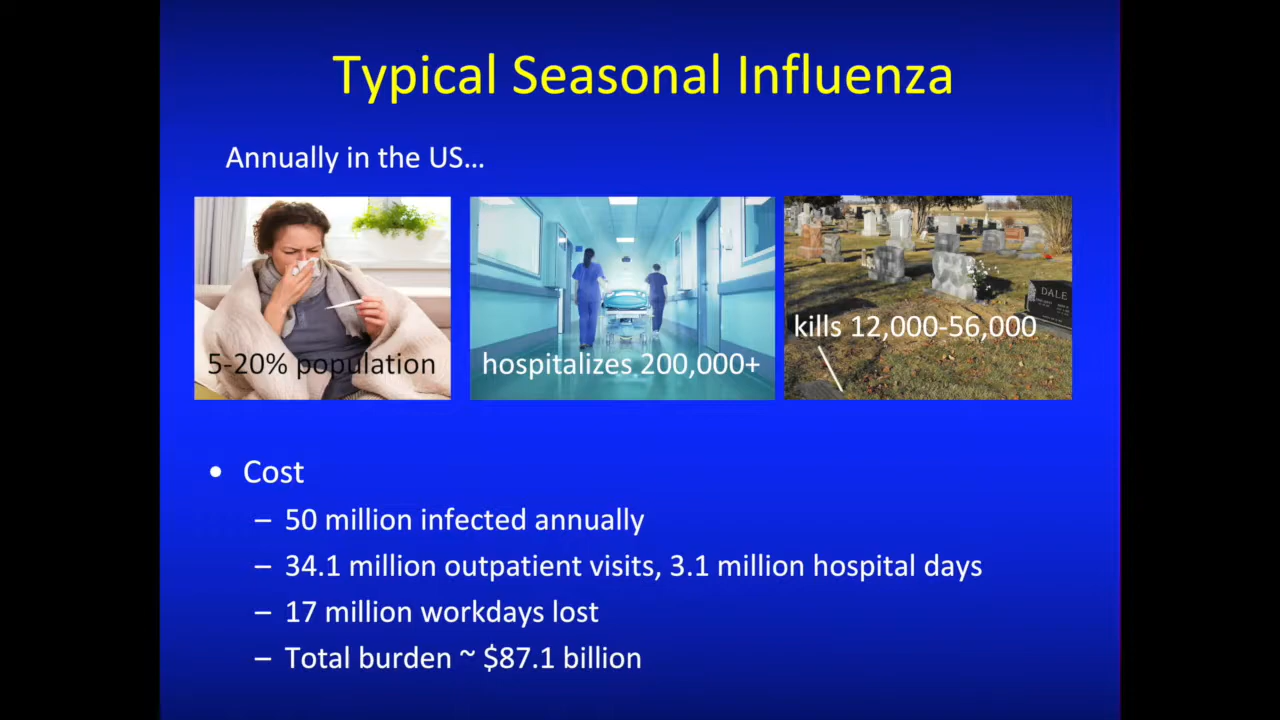 Typical Seasonal Influenza
Annually in the US...
5-20% population
hospitalizes 200,000+
kills 12,000-56,000
DALE
• Cost
– 50 million infected annually
– 34.1 million outpatient visits, 3.1 million hospital days
– 17 million workdays lost
– Total burden ~ $87.1 billion